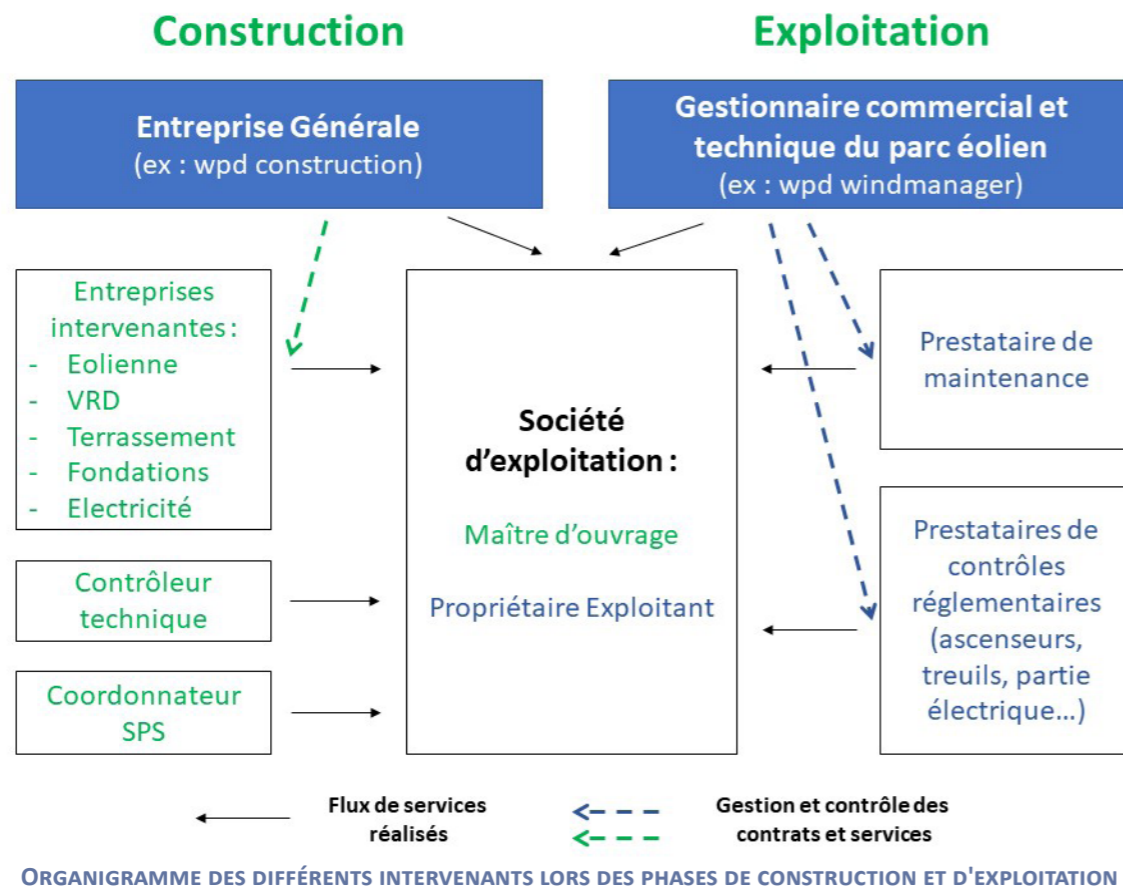 Construction
Exploitation
Entreprise Générale
(ex : wpd construction)
Gestionnaire commercial et
technique du parc éolien
(ex : wpd windmanager)
Entreprises
intervenantes :
- Eolienne
- VRD
- Terrassement
- Fondations
- Electricité
Contrôleur
technique
Coordonnateur
SPS
Société
d'exploitation :
Maître d'ouvrage
Propriétaire Exploitant
Prestataire de
maintenance
Prestataires de
contrôles
réglementaires
(ascenseurs,
treuils, partie
électrique...)
Flux de services
réalisés
Gestion et contrôle des
contrats et services
ORGANIGRAMME DES DIFFÉRENTS INTERVENANTS LORS DES PHASES DE CONSTRUCTION ET D'EXPLOITATION